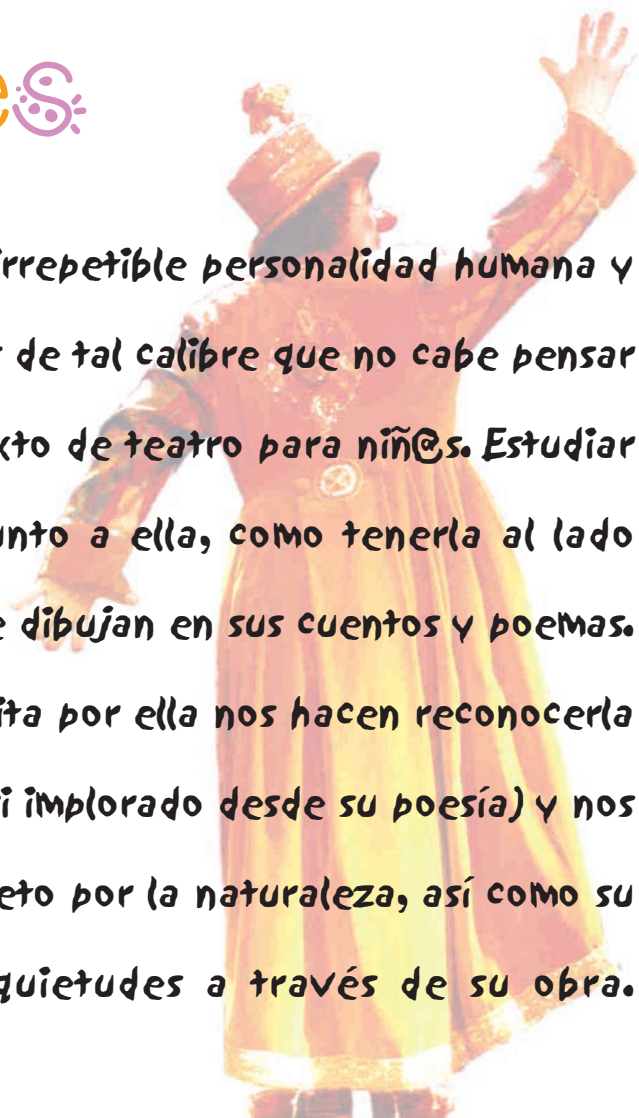 es
irrepetible personalidad humana y
de tal calibre que no cabe pensar
xto de teatro para niñ@s. Estudiar
unto a ella, como tenerla al lado
e dibujan en sus cuentos y poemas.
ita por ella nos hacen reconocerla
i implorado desde su poesía) y nos
eto por la naturaleza, así como su
quietudes a través de su obra.